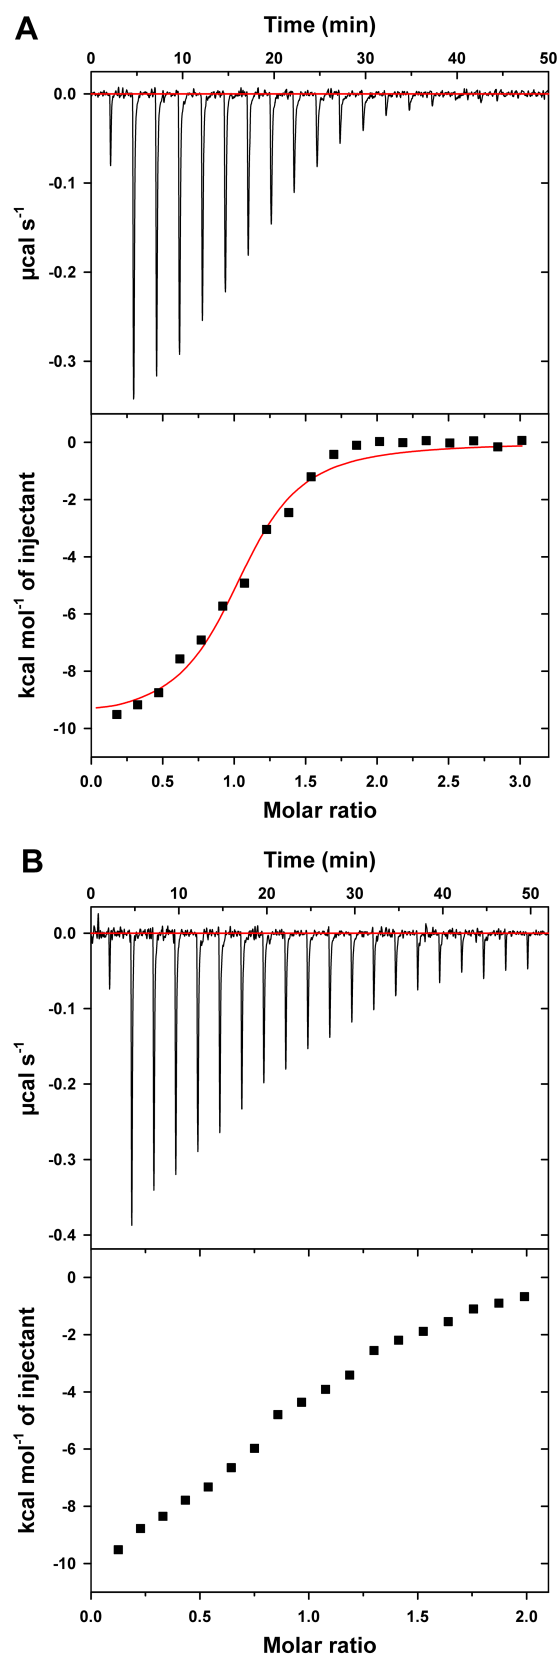 A
Time (min)
0 10 20 30 40 50
0.0
-0.1
-0.2
-0.3
µcal s⁻¹
0
-2
-4
-6
-8
-10
kcal mol⁻¹ of injectant
0.0 0.5 1.0 1.5 2.0 2.5 3.0
Molar ratio
B
Time (min)
0 10 20 30 40 50
0.0
-0.1
-0.2
-0.3
-0.4
µcal s⁻¹
0
-2
-4
-6
-8
-10
kcal mol⁻¹ of injectant
0.0 0.5 1.0 1.5 2.0
Molar ratio